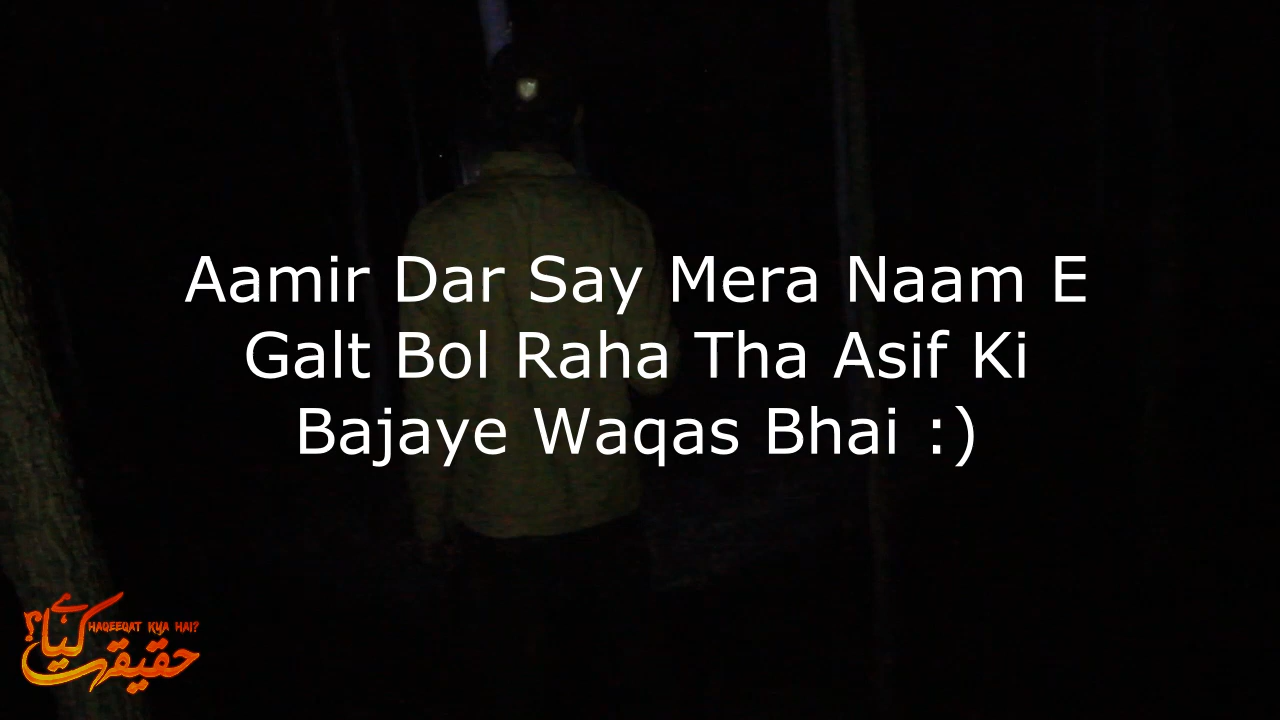 Aamir Dar Say Mera Naam E
Galt Bol Raha Tha Asif Ki
Bajaye Waqas Bhai :)
HAQEEQAT KYA HAI?
حقیقت کیا ہے؟